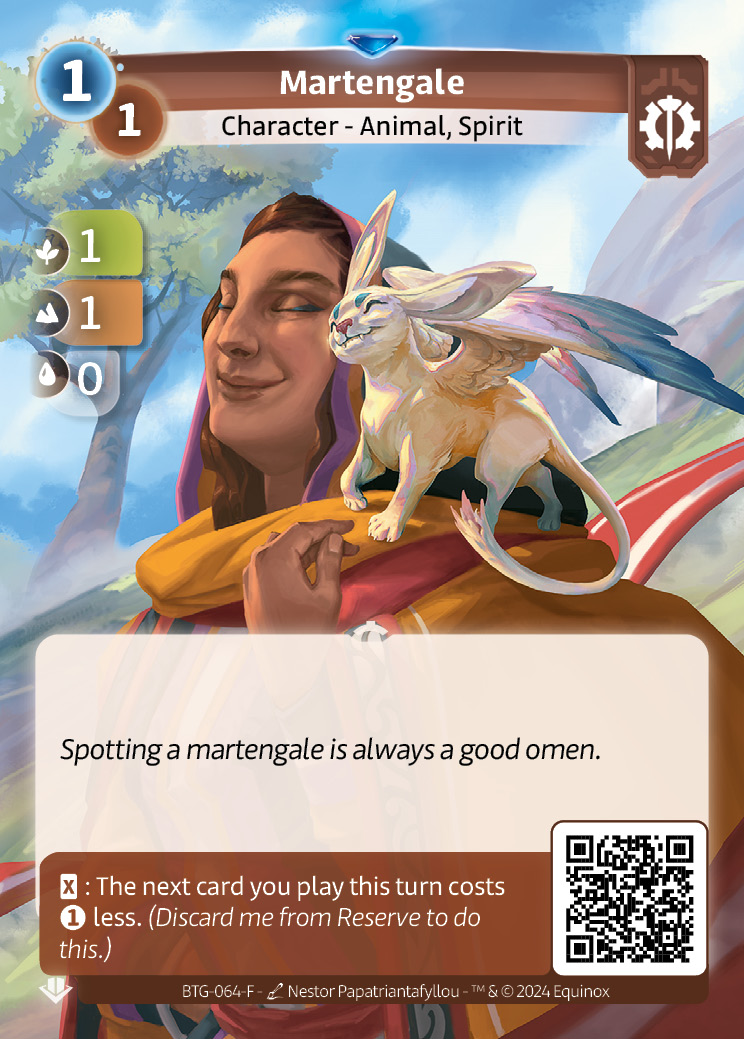 1
Martengale
1
Character - Animal, Spirit
1
1
0
Spotting a martengale is always a good omen.
X : The next card you play this turn costs
1 less. (Discard me from Reserve to do
this.)
BTG-064-F - Nestor Papatriantafyllou - ™ & © 2024 Equinox